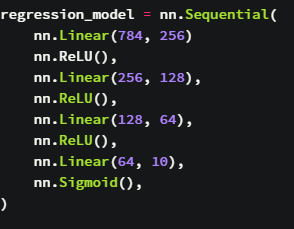 regression_model = nn.Sequential(
    nn.Linear(784, 256)
    nn.ReLU(),
    nn.Linear(256, 128),
    nn.ReLU(),
    nn.Linear(128, 64),
    nn.ReLU(),
    nn.Linear(64, 10),
    nn.Sigmoid(),
)